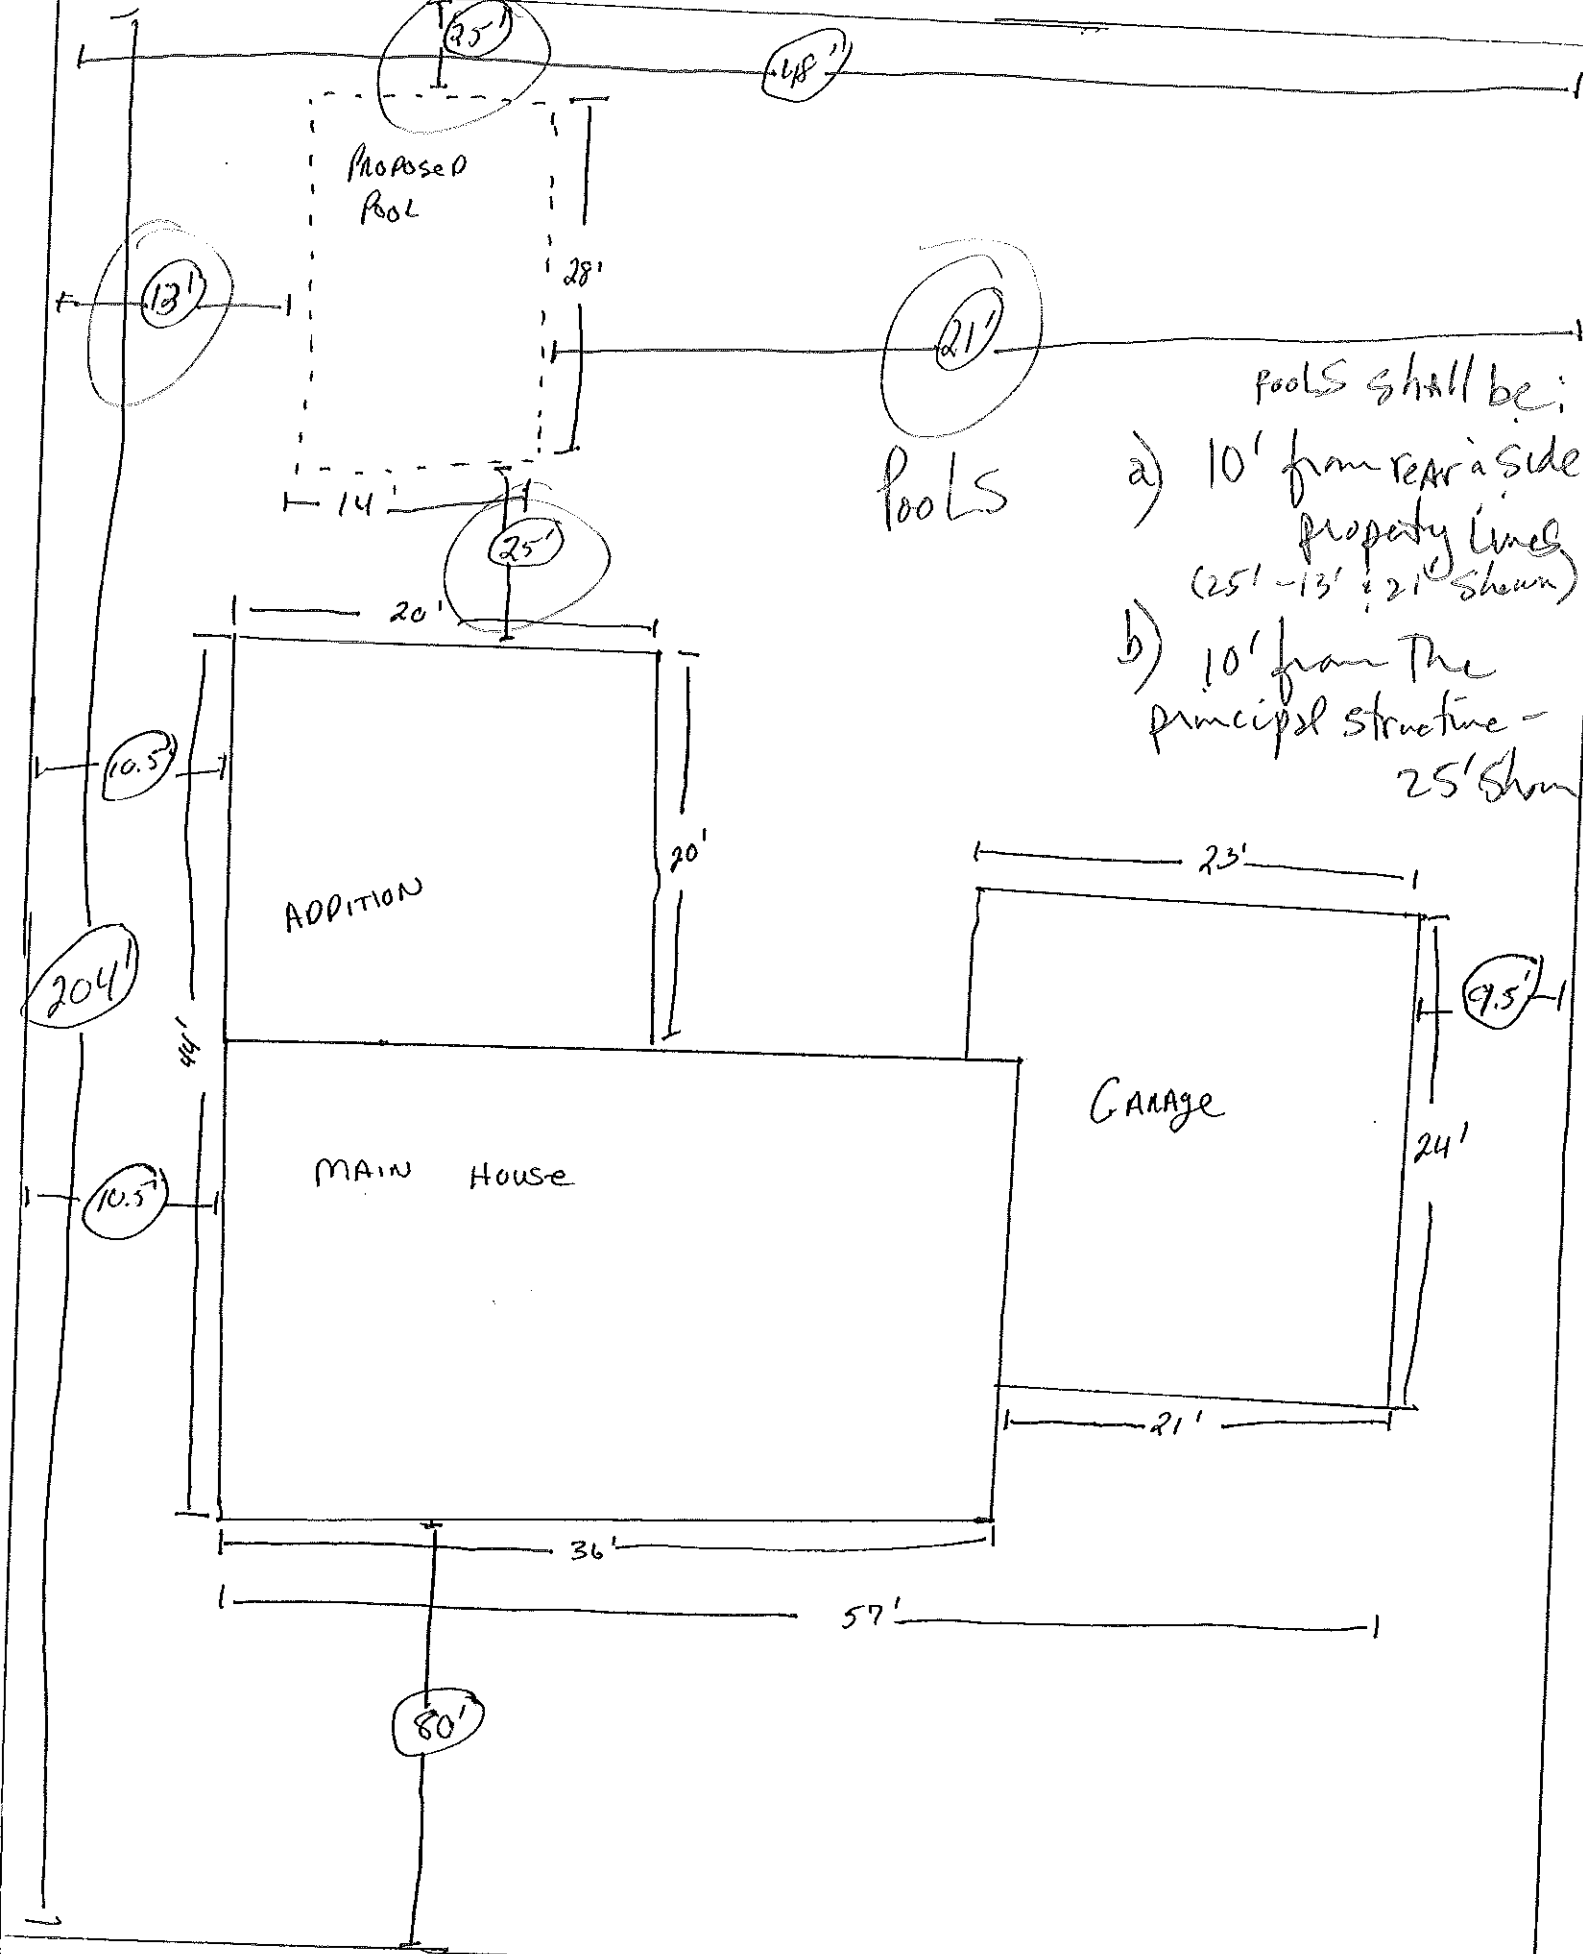 25'
48'
PROPOSED
POOL
13'
28'
21'
Pools shall be:
a) 10' from rear & side
property lines
(25' - 13' & 21' shown)
b) 10' from The
principal structure -
25' Shown
POOLS
14'
25'
20'
10.5'
20'
ADDITION
23'
9.5'
204'
44'
GARAge
24'
MAIN House
10.5'
21'
36'
57'
80'